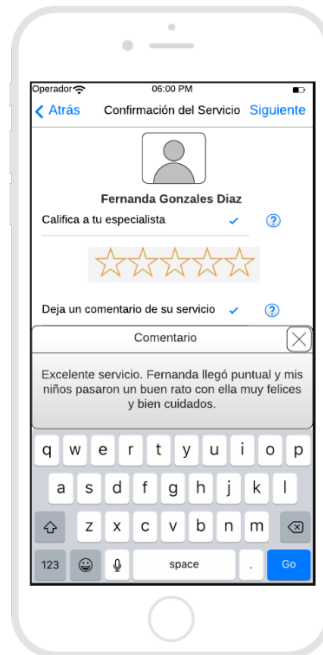 Operador 06:00 PM
Atrás Confirmación del Servicio Siguiente
Fernanda Gonzales Diaz
Califica a tu especialista ?
Deja un comentario de su servicio ?
Comentario
Excelente servicio. Fernanda llegó puntual y mis
niños pasaron un buen rato con ella muy felices
y bien cuidados.
q w e r t y u i o p
a s d f g h j k l
z x c v b n m
123 space . Go